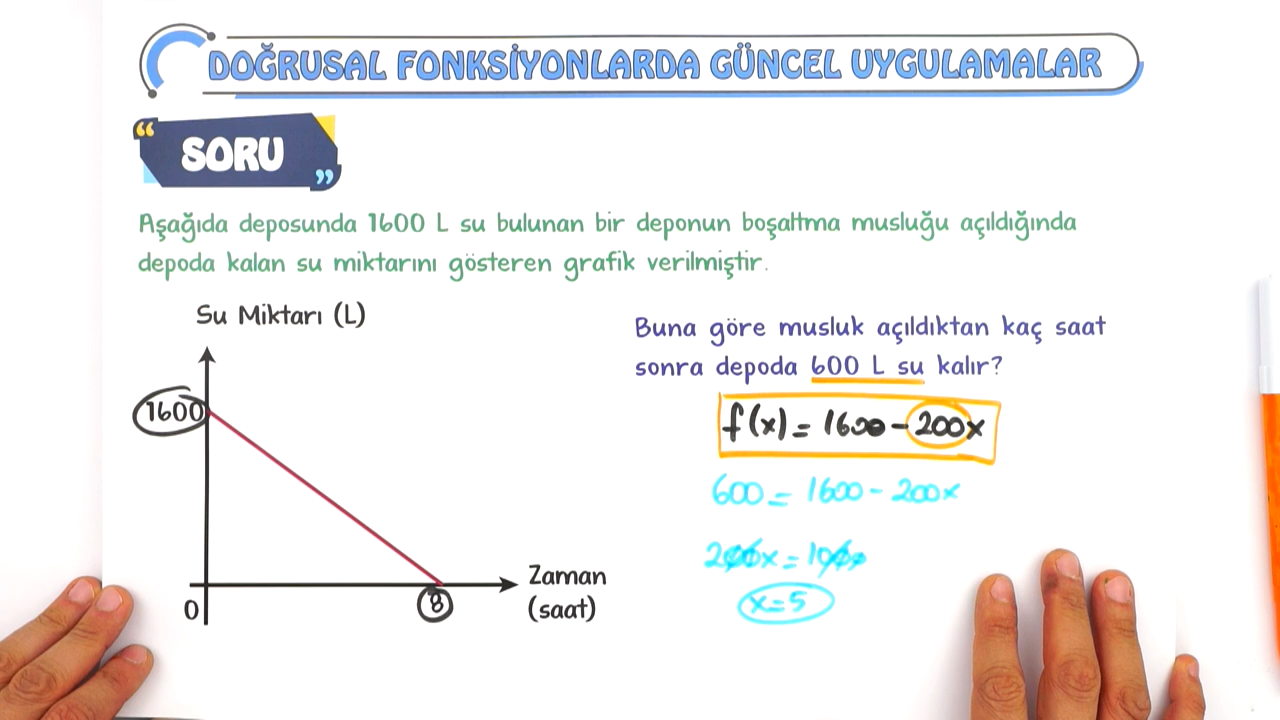 DOĞRUSAL FONKSİYONLARDA GÜNCEL UYGULAMALAR
“ SORU ”
Aşağıda deposunda 1600 L su bulunan bir deponun boşaltma musluğu açıldığında
depoda kalan su miktarını gösteren grafik verilmiştir.
Su Miktarı (L)
1600
0
8
Zaman
(saat)
Buna göre musluk açıldıktan kaç saat
sonra depoda 600 L su kalır?
f(x) = 1600 - 200x
600 = 1600 - 200x
200x = 1000
x=5